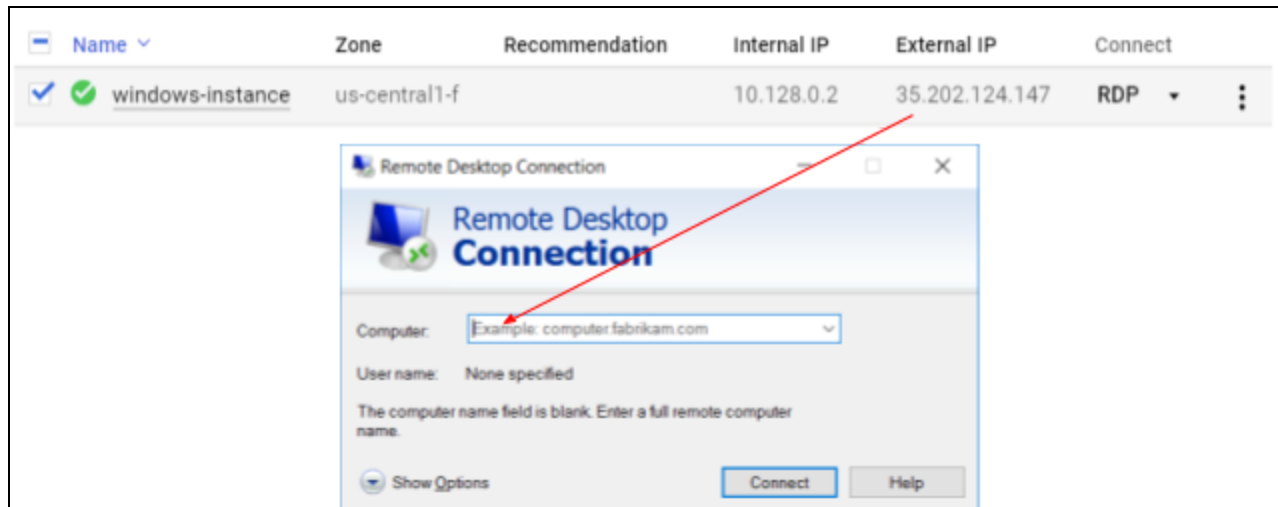 Name Zone Recommendation Internal IP External IP Connect
windows-instance us-central1-f 10.128.0.2 35.202.124.147 RDP
Remote Desktop Connection
Remote Desktop
Connection
Computer: Example: computer.fabrikam.com
User name: None specified
The computer name field is blank. Enter a full remote computer
name.
Show Options Connect Help